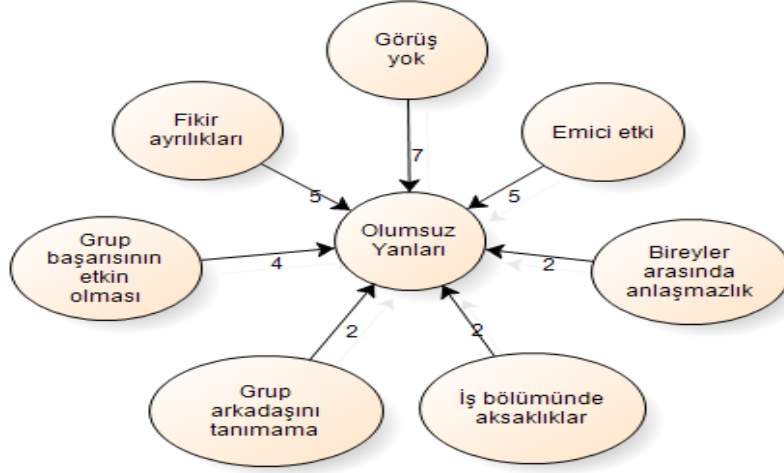 Görüş
yok
7
Fikir
ayrılıkları
5
Emici etki
5
Olumsuz
Yanları
Grup
başarısının
etkin
olması
4
Bireyler
arasında
anlaşmazlık
2
Grup
arkadaşını
tanımama
2
İş bölümünde
aksaklıklar
2